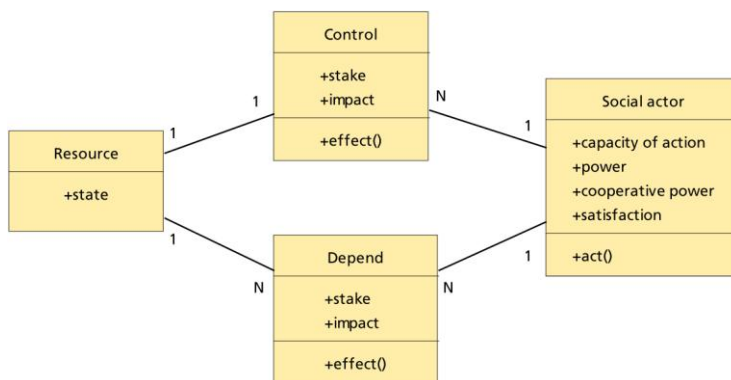 Control
+stake
+impact
+effect()
1
1
N
1
Resource
+state
Social actor
+capacity of action
+power
+cooperative power
+satisfaction
+act()
1
N
N
1
Depend
+stake
+impact
+effect()